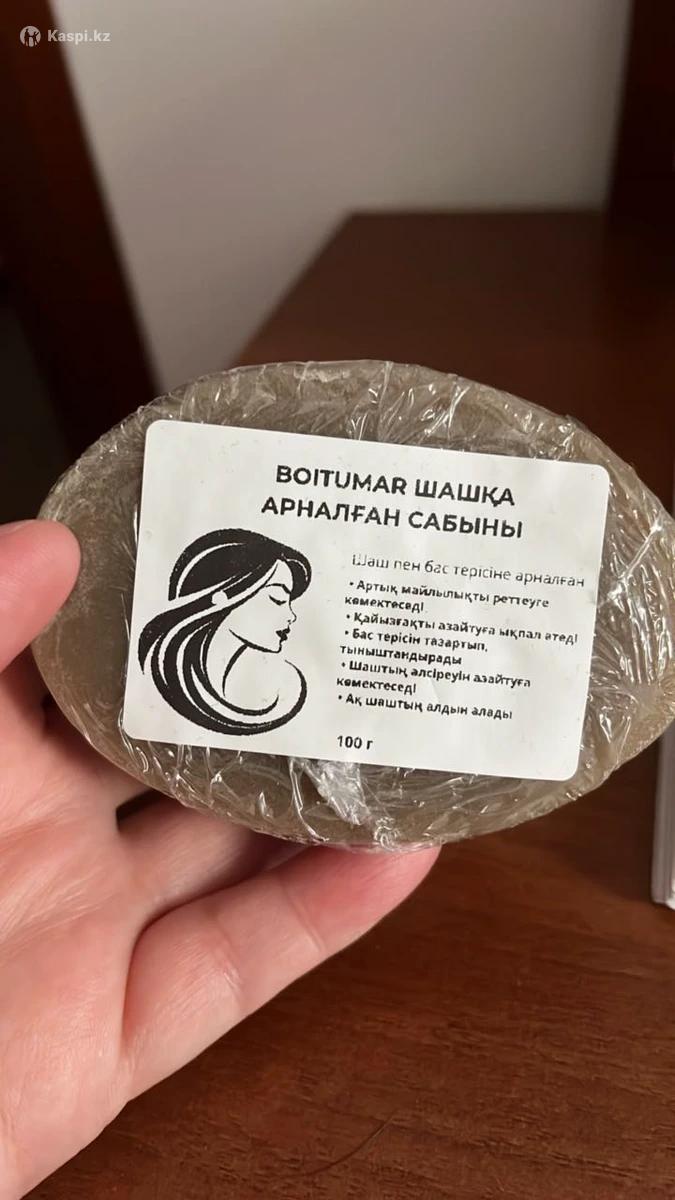 Kaspi.kz
BOITUMAR ШАШҚА
АРНАЛҒАН САБЫНЫ
Шаш пен бас терісіне арналған
• Артық майлылықты реттеуге
көмектеседі
• Қайызғақты азайтуға ықпал етеді
• Бас терісін тазартып,
тыныштандырады
• Шаштың әлсіреуін азайтуға
көмектеседі
• Ақ шаштың алдын алады
100 г